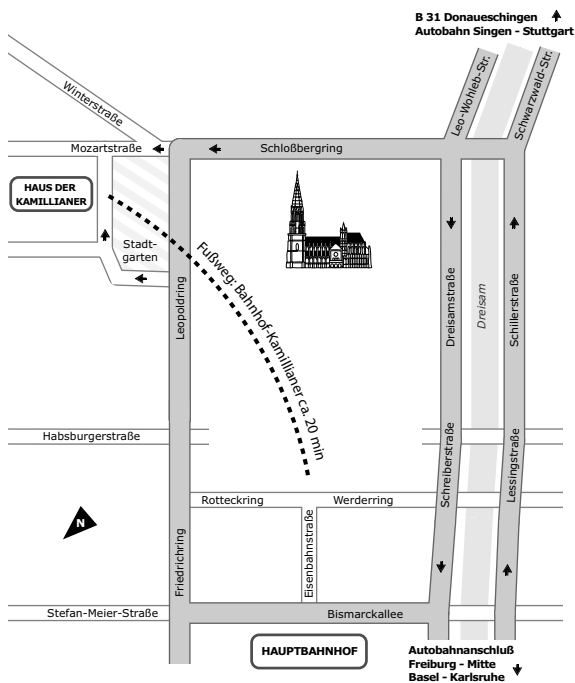 B 31 Donaueschingen
Autobahn Singen - Stuttgart
Winterstraße
Leo-Wohleb-Str.
Schwarzwald-Str.
Mozartstraße
Schloßbergring
HAUS DER
KAMILLIANER
Stadt-
garten
Fußweg: Bahnhof-Kamillianer ca. 20 min
Leopoldring
Dreisamstraße
Dreisam
Schillerstraße
Habsburgerstraße
Schreiberstraße
Lessingstraße
Rotteckring
Werderring
N
Friedrichring
Eisenbahnstraße
Stefan-Meier-Straße
Bismarckallee
HAUPTBAHNHOF
Autobahnanschluß
Freiburg - Mitte
Basel - Karlsruhe